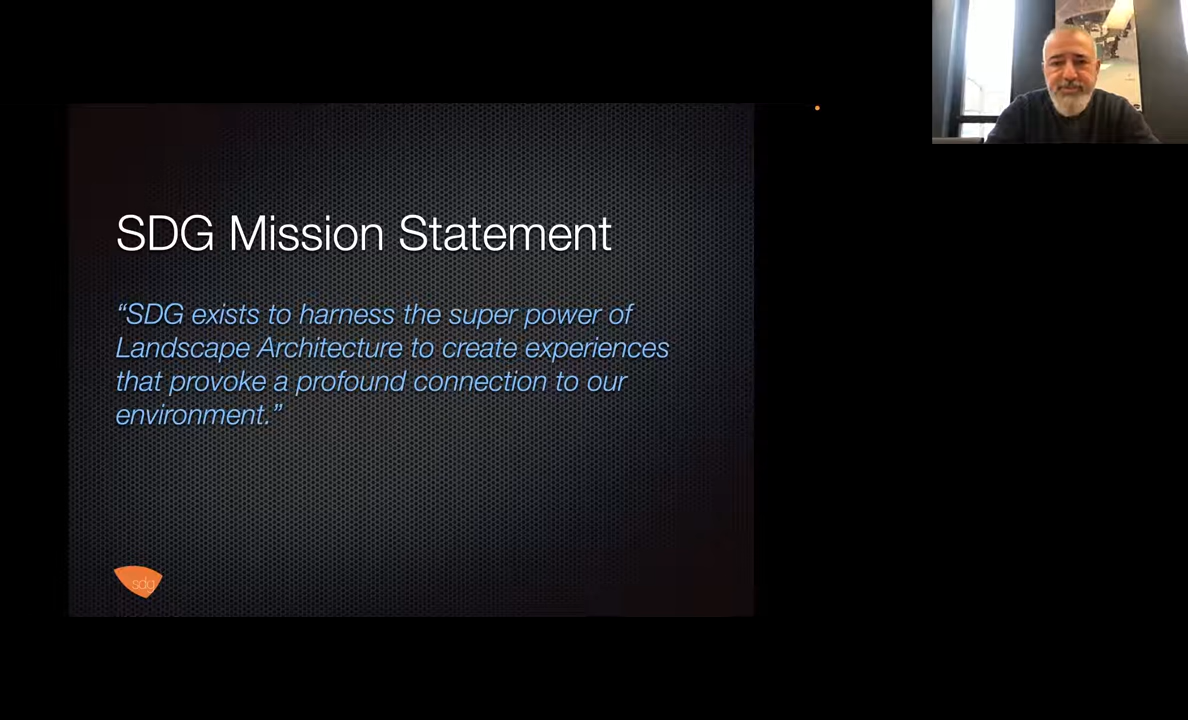 SDG Mission Statement
“SDG exists to harness the super power of
Landscape Architecture to create experiences
that provoke a profound connection to our
environment.”
sdg